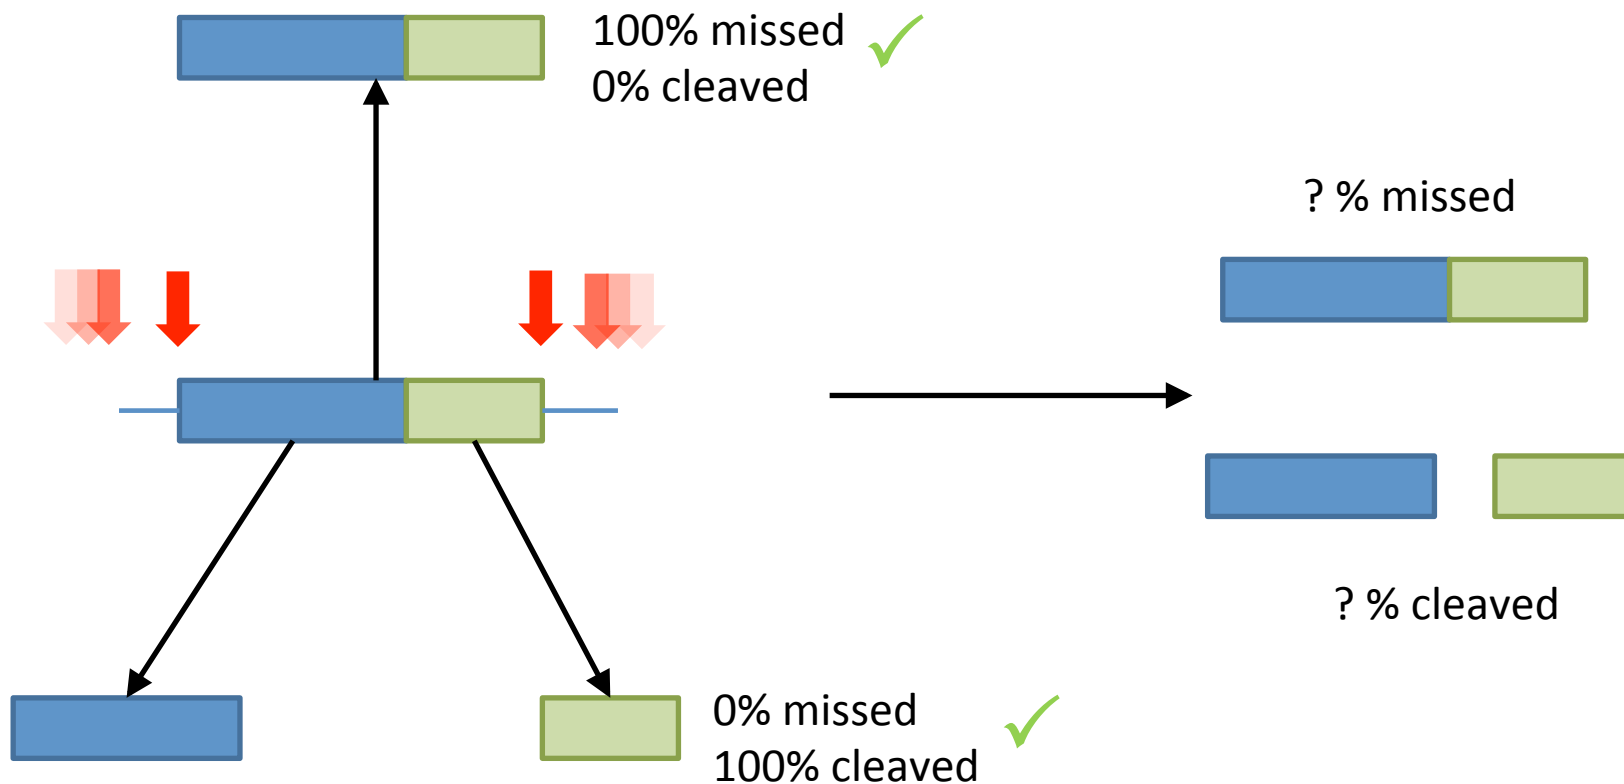 100% missed
0% cleaved
? % missed
? % cleaved
0% missed
100% cleaved